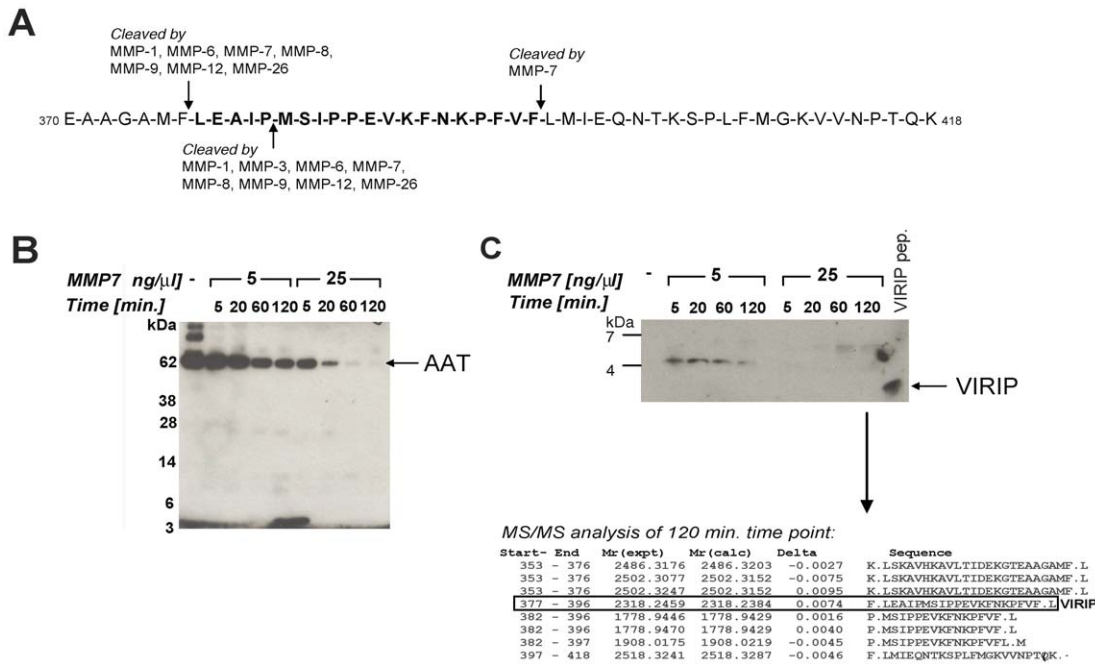 A
Cleaved by
MMP-1, MMP-6, MMP-7, MMP-8,
MMP-9, MMP-12, MMP-26
Cleaved by
MMP-7
370 E-A-A-G-A-M-F-L-E-A-I-P-M-S-I-P-P-E-V-K-F-N-K-P-F-V-F-L-M-I-E-Q-N-T-K-S-P-L-F-M-G-K-V-V-N-P-T-Q-K 418
Cleaved by
MMP-1, MMP-3, MMP-6, MMP-7,
MMP-8, MMP-9, MMP-12, MMP-26
B
MMP7 ng/µl] - 5 25
Time [min.] 5 20 60 120 5 20 60 120
kDa
62
AAT
38
28
14
6
3
C
MMP7 [ng/µl] - 5 25 VIRIP pep.
Time [min.] 5 20 60 120 5 20 60 120
kDa
7
4
VIRIP
MS/MS analysis of 120 min. time point:
Start- End Mr(expt) Mr(calc) Delta Sequence
353 - 376 2486.3176 2486.3203 -0.0027 K.LSKAVHKAVLTIDEKGTEAAGAMF.L
353 - 376 2502.3077 2502.3152 -0.0075 K.LSKAVHKAVLTIDEKGTEAAGAMF.L
353 - 376 2502.3247 2502.3152 0.0095 K.LSKAVHKAVLTIDEKGTEAAGAMF.L
377 - 396 2318.2459 2318.2384 0.0074 F.LEAIPMSIPPEVKFNKPFVF.L VIRIP
382 - 396 1778.9446 1778.9429 0.0016 P.MSIPPEVKFNKPFVF.L
382 - 396 1778.9470 1778.9429 0.0040 P.MSIPPEVKFNKPFVF.L
382 - 397 1908.0175 1908.0219 -0.0045 P.MSIPPEVKFNKPFVFL.M
397 - 418 2518.3241 2518.3287 -0.0046 F.LMIEQNTKSPLFMGKVVNPTQK.-